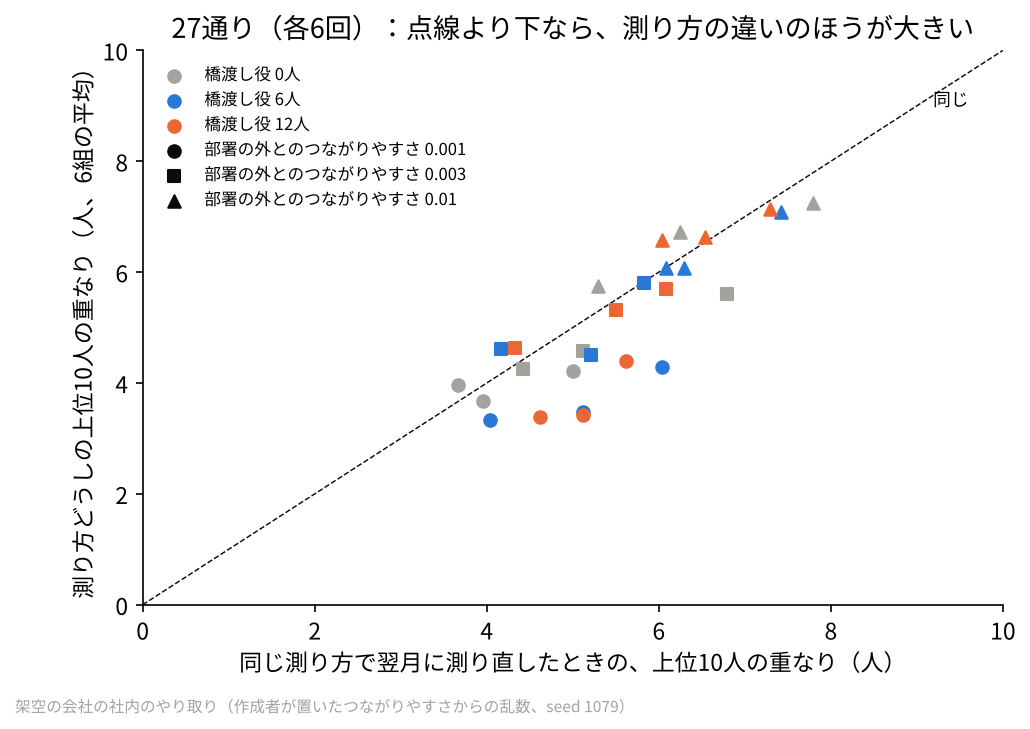 27通り（各6回）：点線より下なら、測り方の違いのほうが大きい
測り方どうしの上位10人の重なり（人、6組の平均）
10
8
6
4
2
0
橋渡し役 0人
橋渡し役 6人
橋渡し役 12人
部署の外とのつながりやすさ 0.001
部署の外とのつながりやすさ 0.003
部署の外とのつながりやすさ 0.01
同じ
0 2 4 6 8 10
同じ測り方で翌月に測り直したときの、上位10人の重なり（人）
架空の会社の社内のやり取り（作成者が置いたつながりやすさからの乱数、seed 1079）